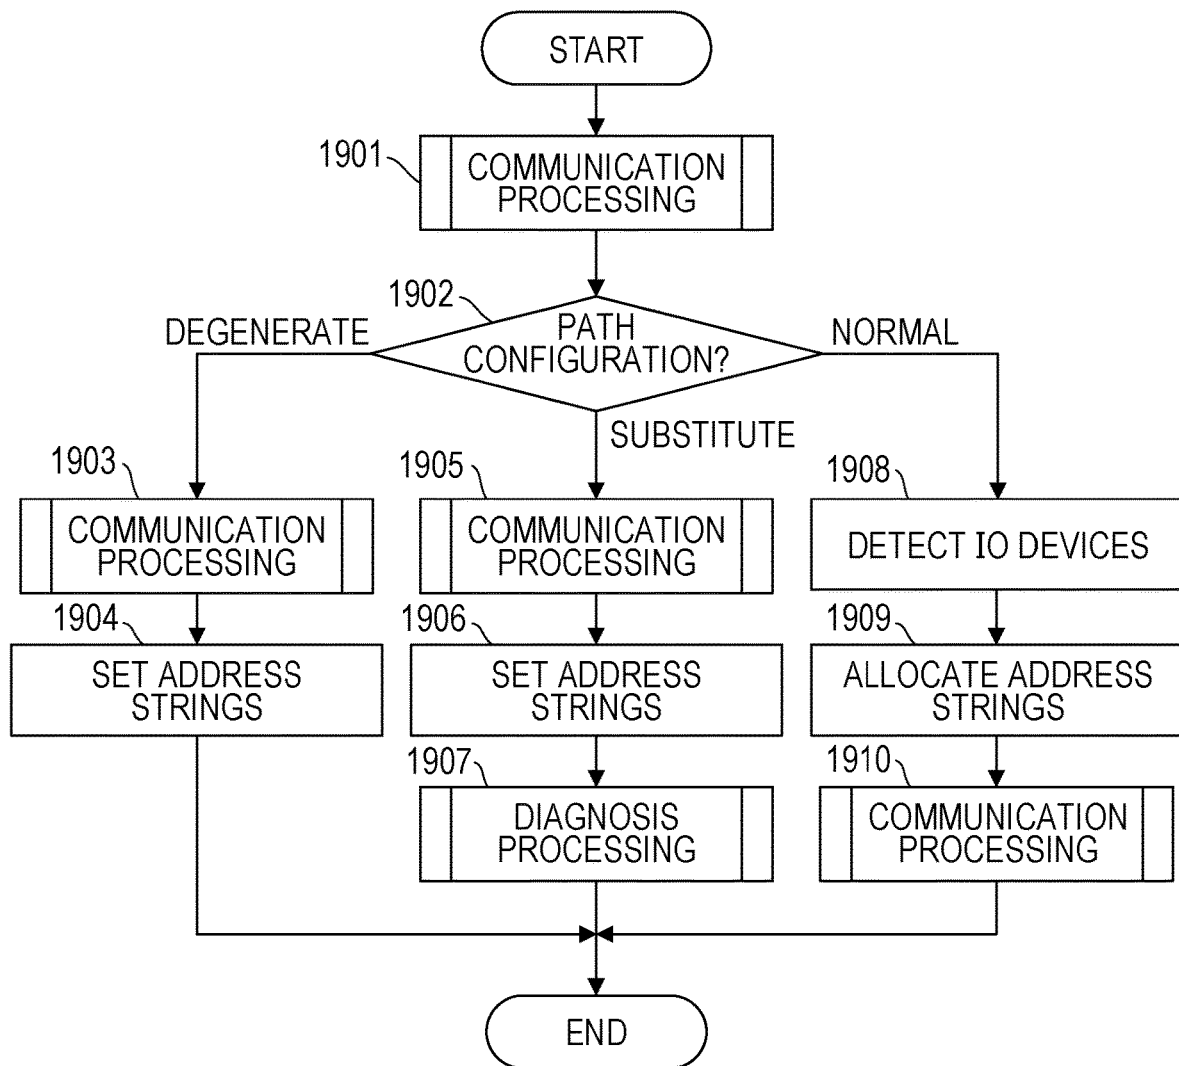 START
1901
COMMUNICATION
PROCESSING
1902
DEGENERATE
PATH
CONFIGURATION?
NORMAL
SUBSTITUTE
1903
COMMUNICATION
PROCESSING
1904
SET ADDRESS
STRINGS
1905
COMMUNICATION
PROCESSING
1906
SET ADDRESS
STRINGS
1907
DIAGNOSIS
PROCESSING
1908
DETECT IO DEVICES
1909
ALLOCATE ADDRESS
STRINGS
1910
COMMUNICATION
PROCESSING
END